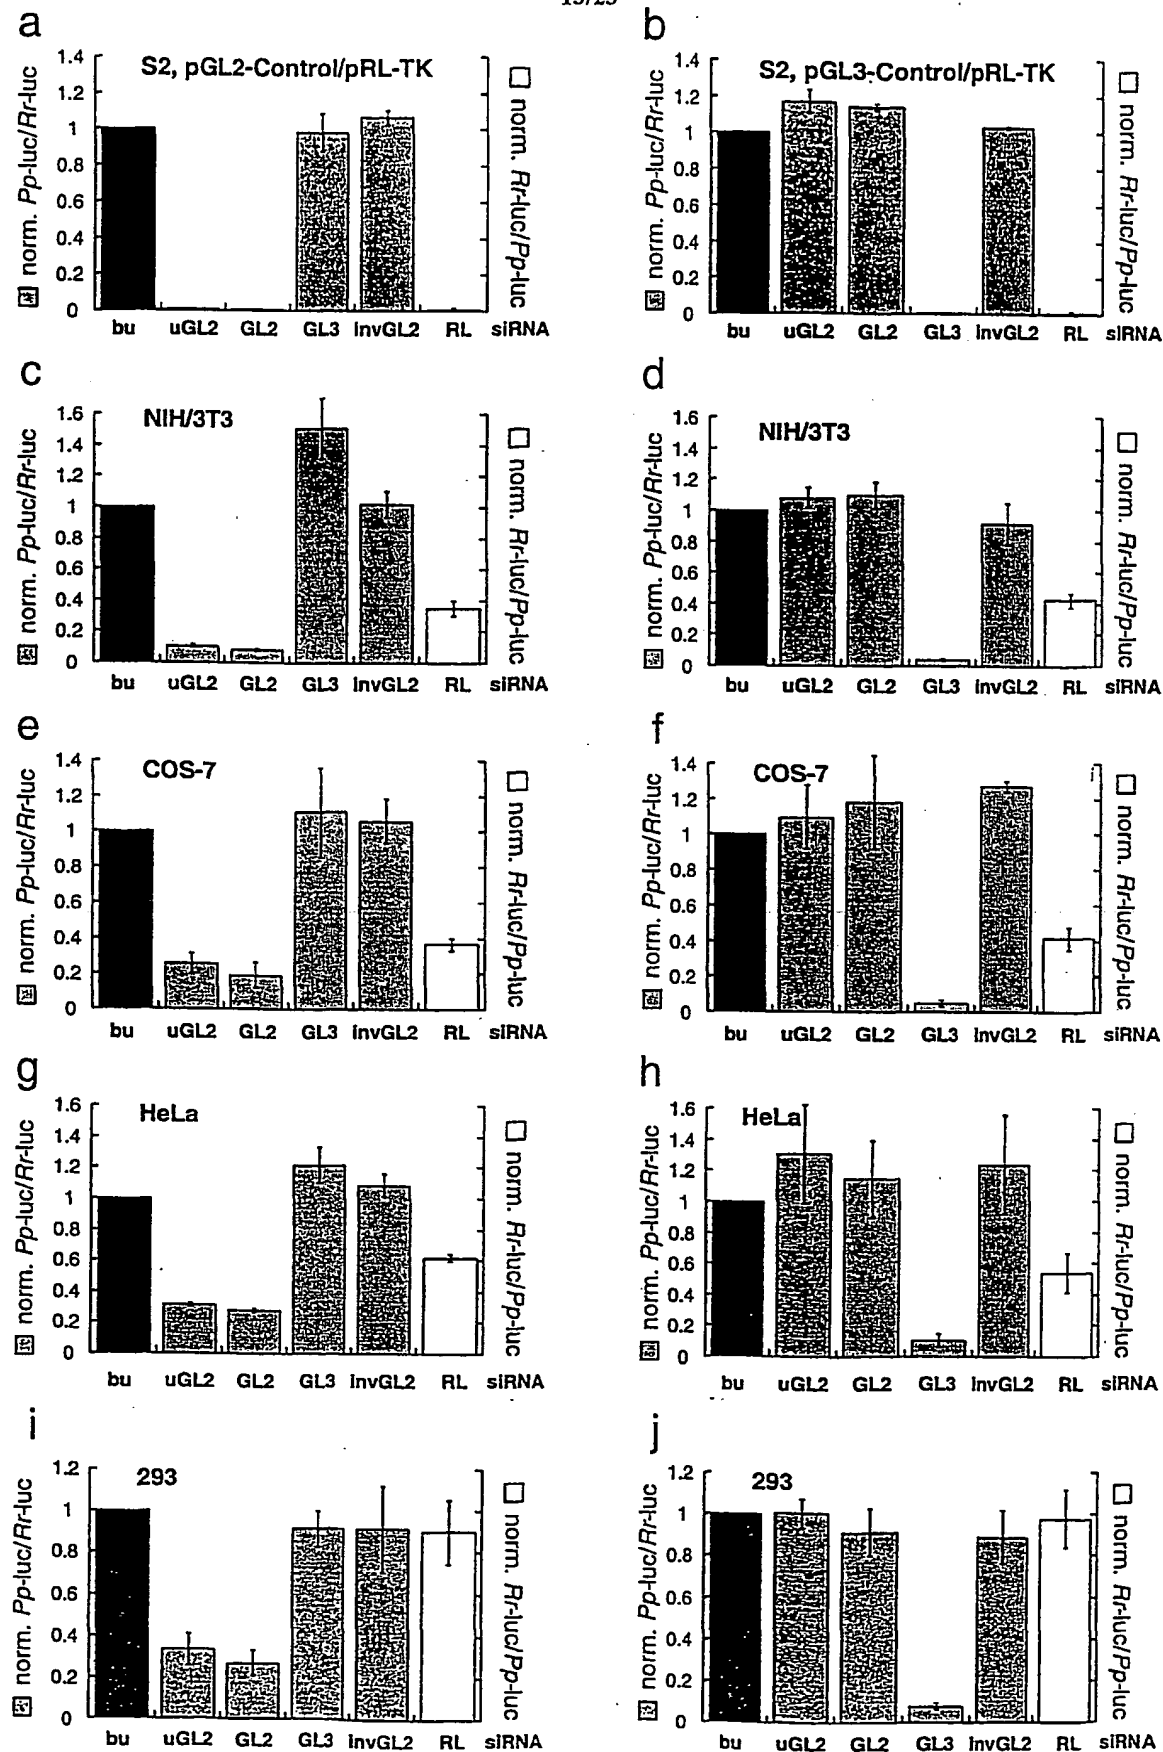 13/23
a
S2, pGL2-Control/pRL-TK
norm. Pp-luc/Rr-luc
norm. Rr-luc/Pp-luc
1.4
1.2
1
0.8
0.6
0.4
0.2
0
bu uGL2 GL2 GL3 invGL2 RL siRNA
b
S2, pGL3-Control/pRL-TK
norm. Pp-luc/Rr-luc
norm. Rr-luc/Pp-luc
1.4
1.2
1
0.8
0.6
0.4
0.2
0
bu uGL2 GL2 GL3 invGL2 RL siRNA
c
NIH/3T3
norm. Pp-luc/Rr-luc
norm. Rr-luc/Pp-luc
1.6
1.4
1.2
1
0.8
0.6
0.4
0.2
0
bu uGL2 GL2 GL3 invGL2 RL siRNA
d
NIH/3T3
norm. Pp-luc/Rr-luc
norm. Rr-luc/Pp-luc
1.6
1.4
1.2
1
0.8
0.6
0.4
0.2
0
bu uGL2 GL2 GL3 invGL2 RL siRNA
e
COS-7
norm. Pp-luc/Rr-luc
norm. Rr-luc/Pp-luc
1.4
1.2
1
0.8
0.6
0.4
0.2
0
bu uGL2 GL2 GL3 invGL2 RL siRNA
f
COS-7
norm. Pp-luc/Rr-luc
norm. Rr-luc/Pp-luc
1.4
1.2
1
0.8
0.6
0.4
0.2
0
bu uGL2 GL2 GL3 invGL2 RL siRNA
g
HeLa
norm. Pp-luc/Rr-luc
norm. Rr-luc/Pp-luc
1.6
1.4
1.2
1
0.8
0.6
0.4
0.2
0
bu uGL2 GL2 GL3 invGL2 RL siRNA
h
HeLa
norm. Pp-luc/Rr-luc
norm. Rr-luc/Pp-luc
1.6
1.4
1.2
1
0.8
0.6
0.4
0.2
0
bu uGL2 GL2 GL3 invGL2 RL siRNA
i
293
norm. Pp-luc/Rr-luc
norm. Rr-luc/Pp-luc
1.2
1
0.8
0.6
0.4
0.2
0
bu uGL2 GL2 GL3 invGL2 RL siRNA
j
293
norm. Pp-luc/Rr-luc
norm. Rr-luc/Pp-luc
1.2
1
0.8
0.6
0.4
0.2
0
bu uGL2 GL2 GL3 invGL2 RL siRNA